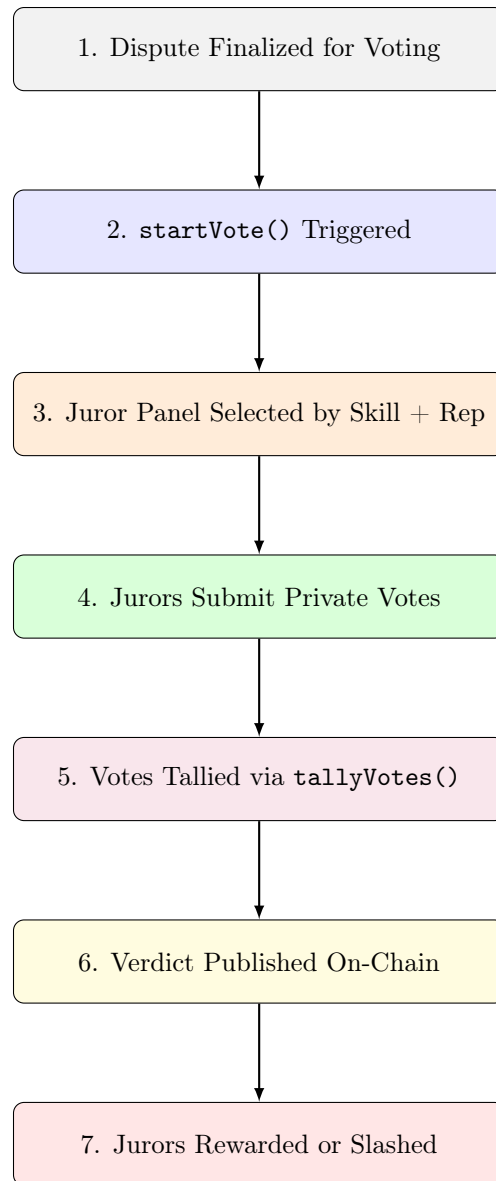 1. Dispute Finalized for Voting
2. startVote() Triggered
3. Juror Panel Selected by Skill + Rep
4. Jurors Submit Private Votes
5. Votes Tallied via tallyVotes()
6. Verdict Published On-Chain
7. Jurors Rewarded or Slashed